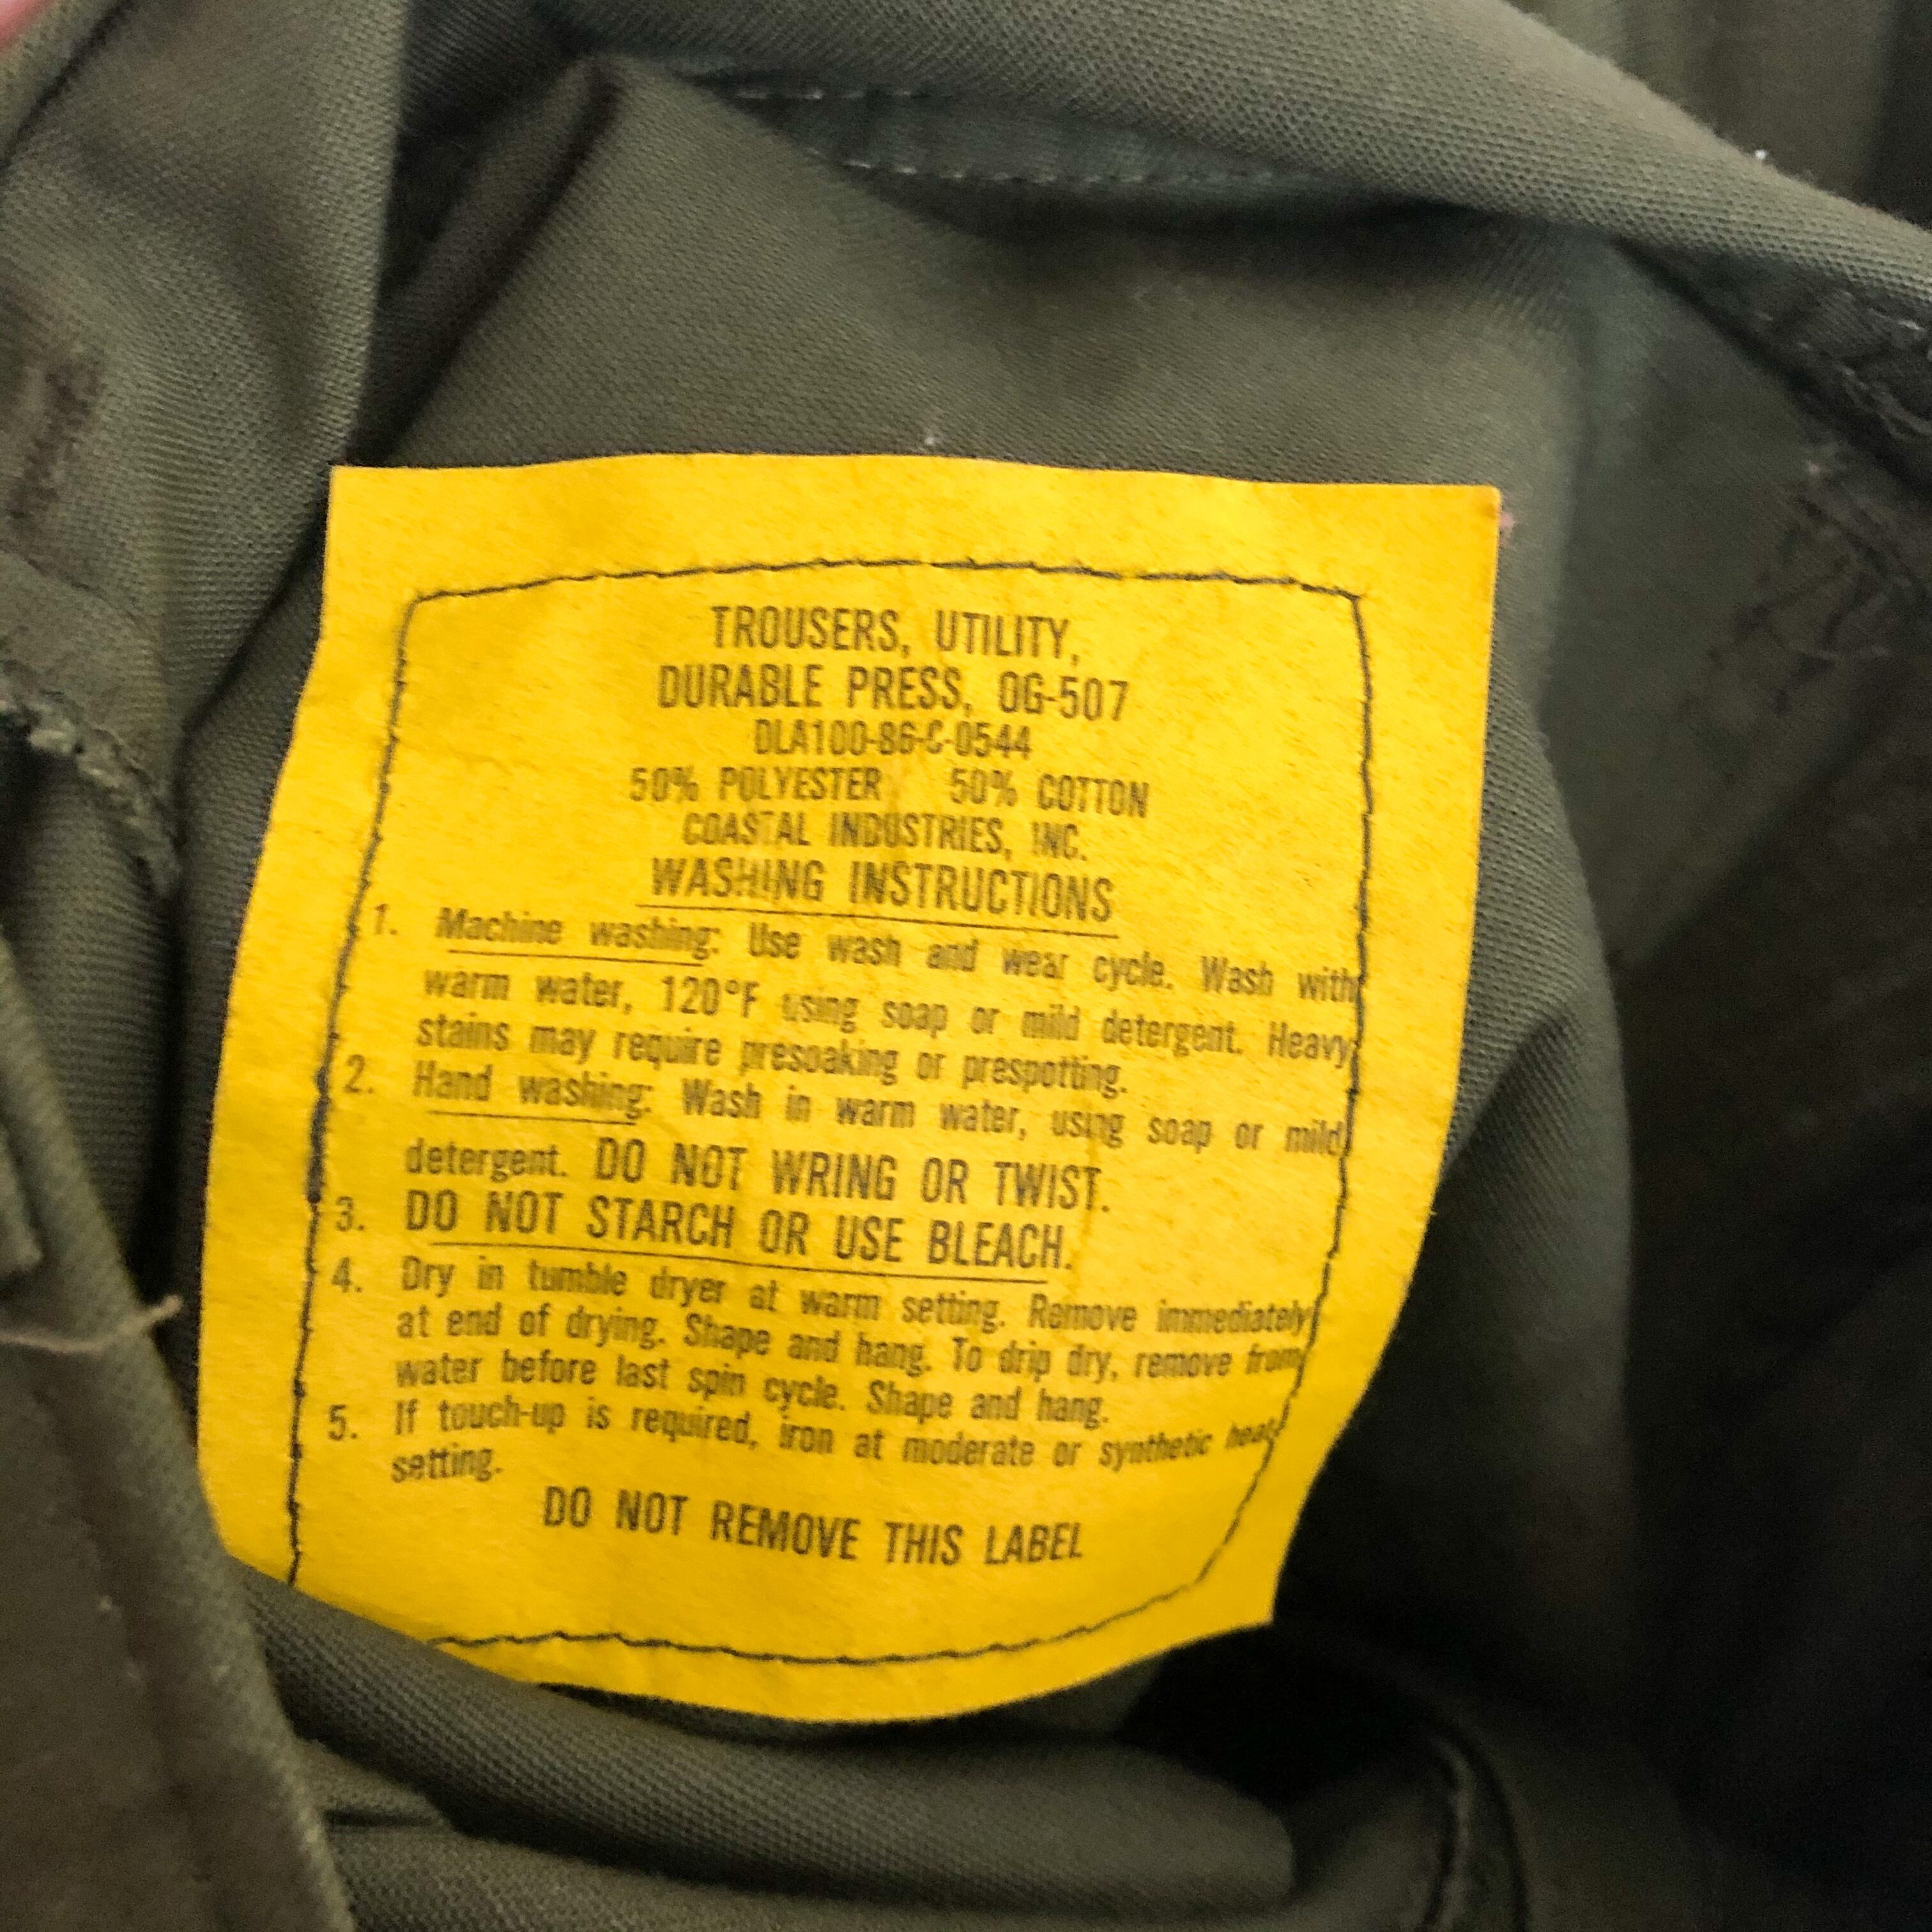 TROUSERS, UTILITY,
DURABLE PRESS, OG-507
DLA100-86-C-0544
50% POLYESTER 50% COTTON
COASTAL INDUSTRIES, INC.
WASHING INSTRUCTIONS
1. Machine washing: Use wash and wear cycle. Wash with
warm water, 120°F using soap or mild detergent. Heavy
stains may require presoaking or prespotting.
2. Hand washing: Wash in warm water, using soap or mild
detergent. DO NOT WRING OR TWIST.
3. DO NOT STARCH OR USE BLEACH.
4. Dry in tumble dryer at warm setting. Remove immediately
at end of drying. Shape and hang. To drip dry, remove from
water before last spin cycle. Shape and hang.
5. If touch-up is required, iron at moderate or synthetic heat
setting.
DO NOT REMOVE THIS LABEL